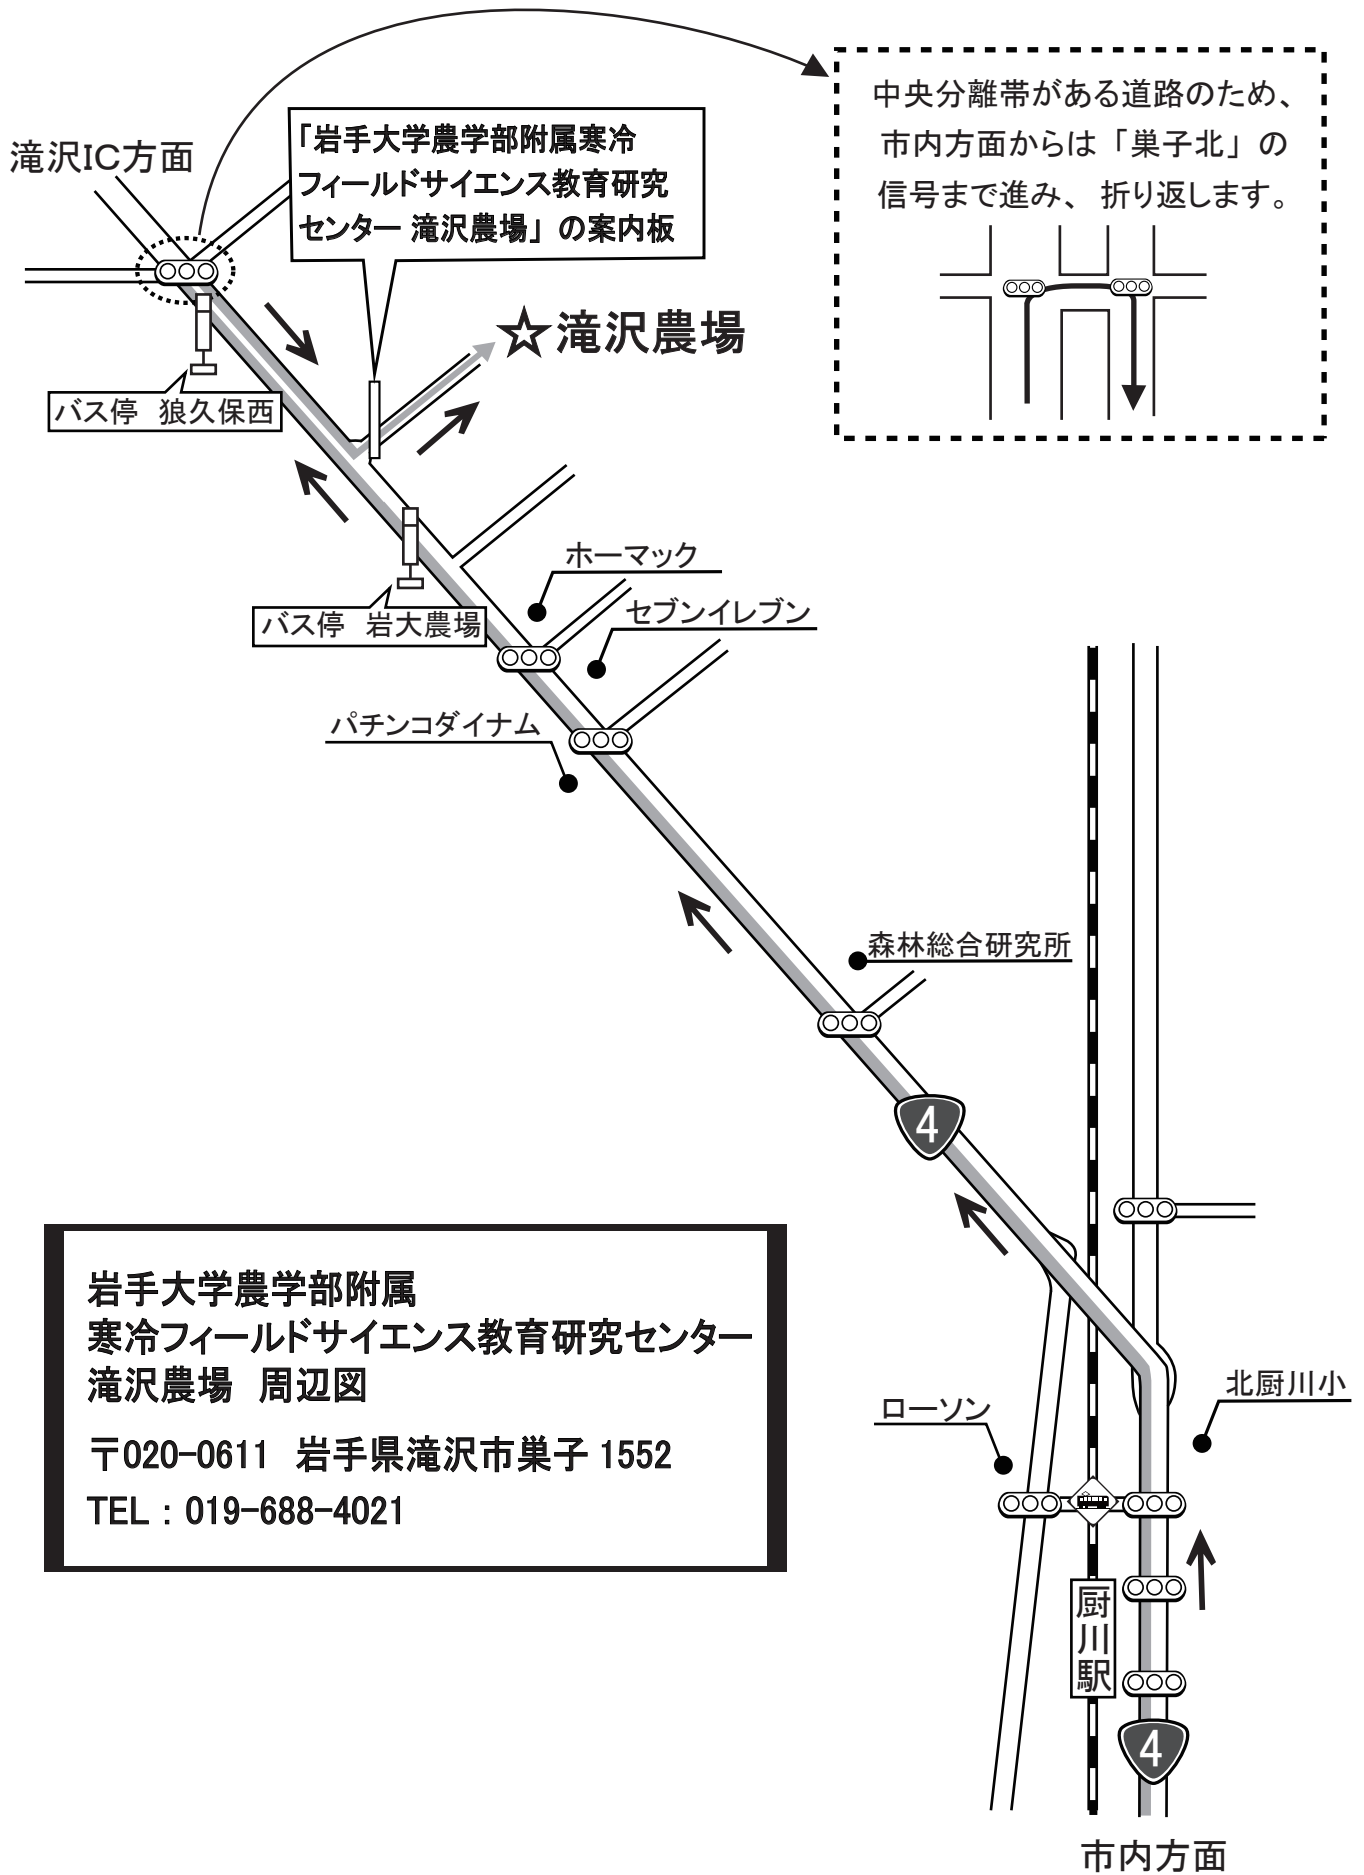 中央分離帯がある道路のため、
市内方面からは「巣子北」の
信号まで進み、折り返します。
滝沢IC方面
「岩手大学農学部附属寒冷
フィールドサイエンス教育研究
センター 滝沢農場」の案内板
☆滝沢農場
バス停 狼久保西
ホーマック
セブンイレブン
バス停 岩大農場
パチンコダイナム
森林総合研究所
4
岩手大学農学部附属
寒冷フィールドサイエンス教育研究センター
滝沢農場 周辺図
〒020-0611 岩手県滝沢市巣子 1552
TEL：019-688-4021
北厨川小
ローソン
厨川駅
4
市内方面